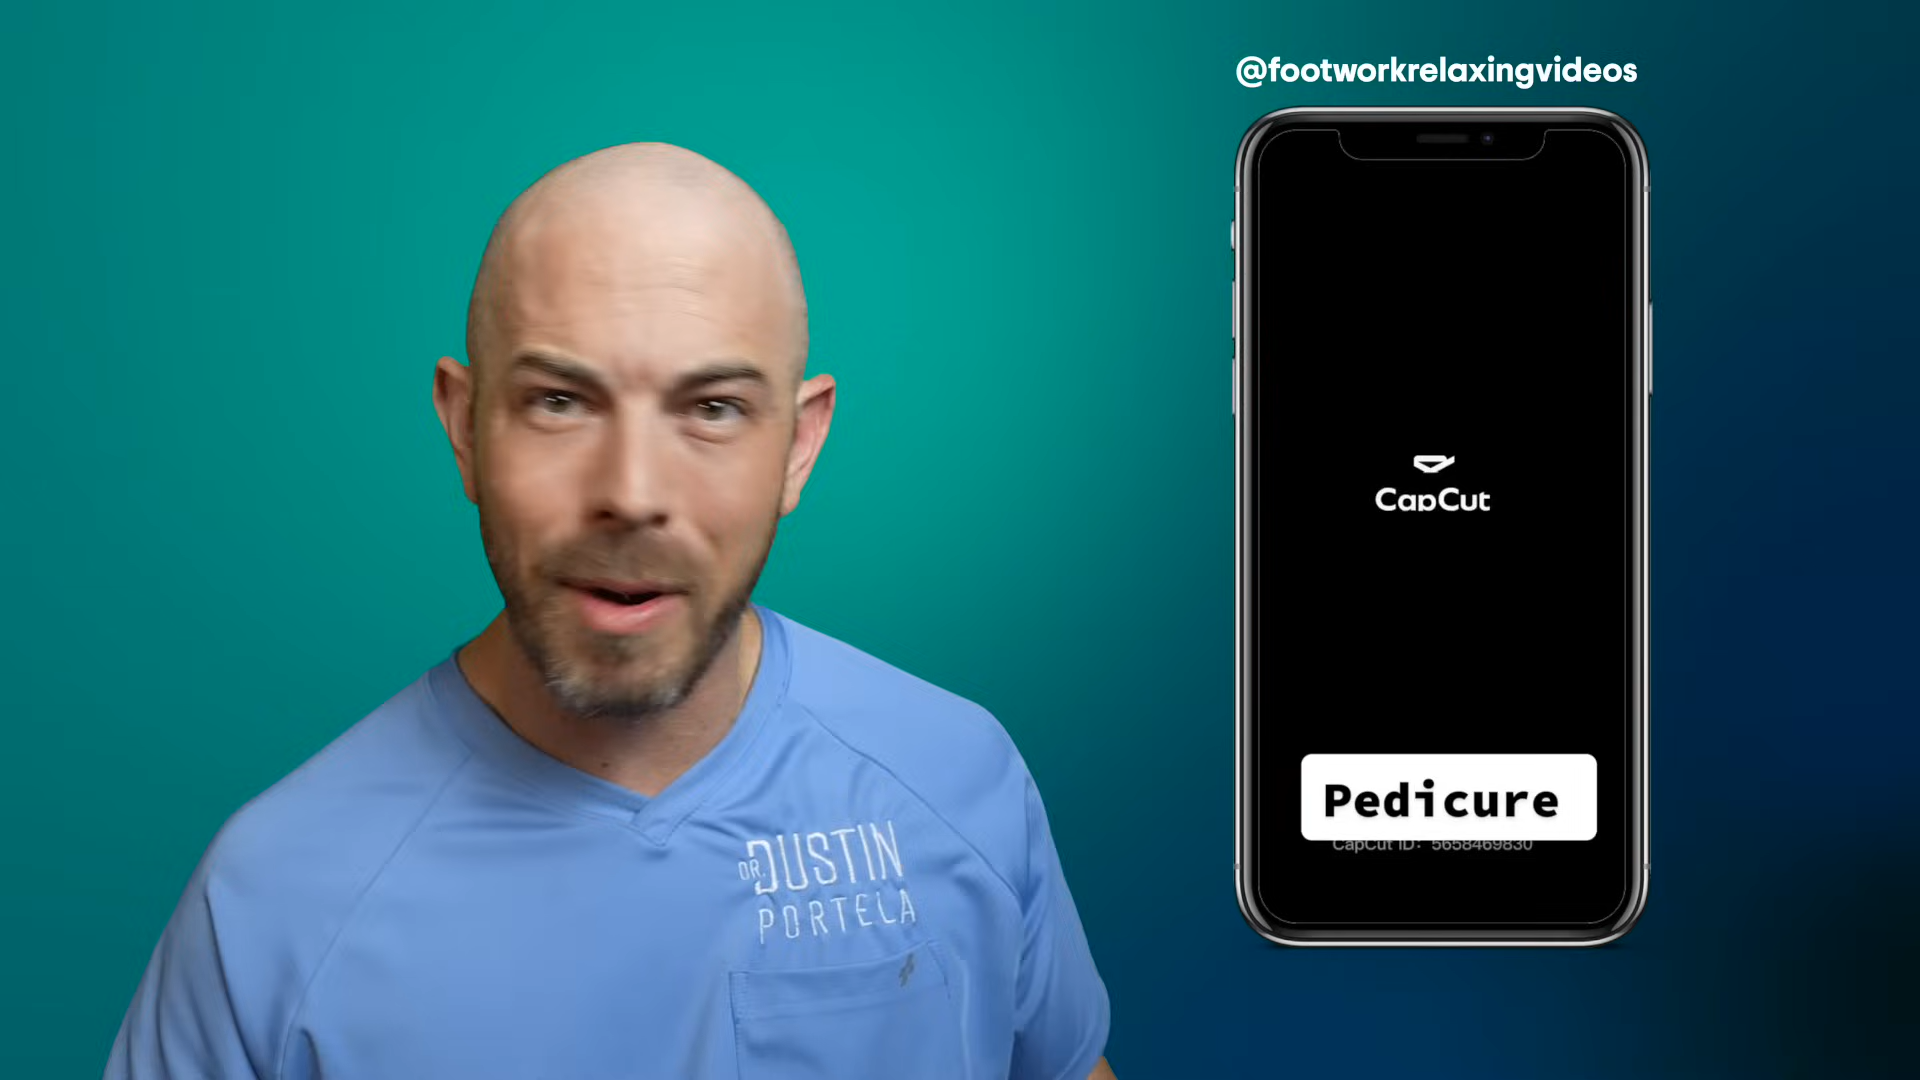 @footworkrelaxingvideos
CapCut
Pedicure
CapCut ID: 5658469830
DR. DUSTIN
PORTELA